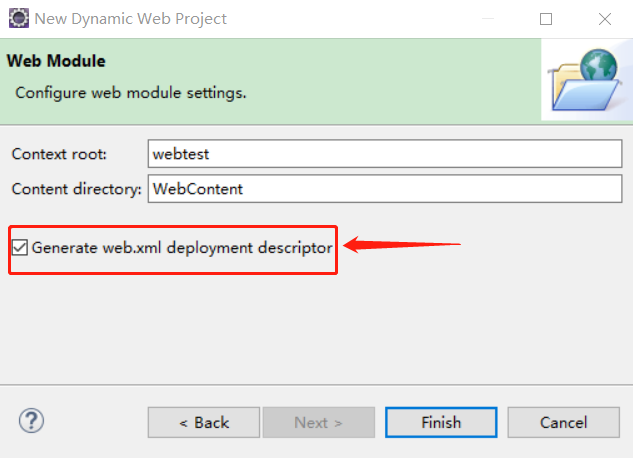 New Dynamic Web Project
Web Module
Configure web module settings.
Context root: webtest
Content directory: WebContent
Generate web.xml deployment descriptor
? < Back Next > Finish Cancel